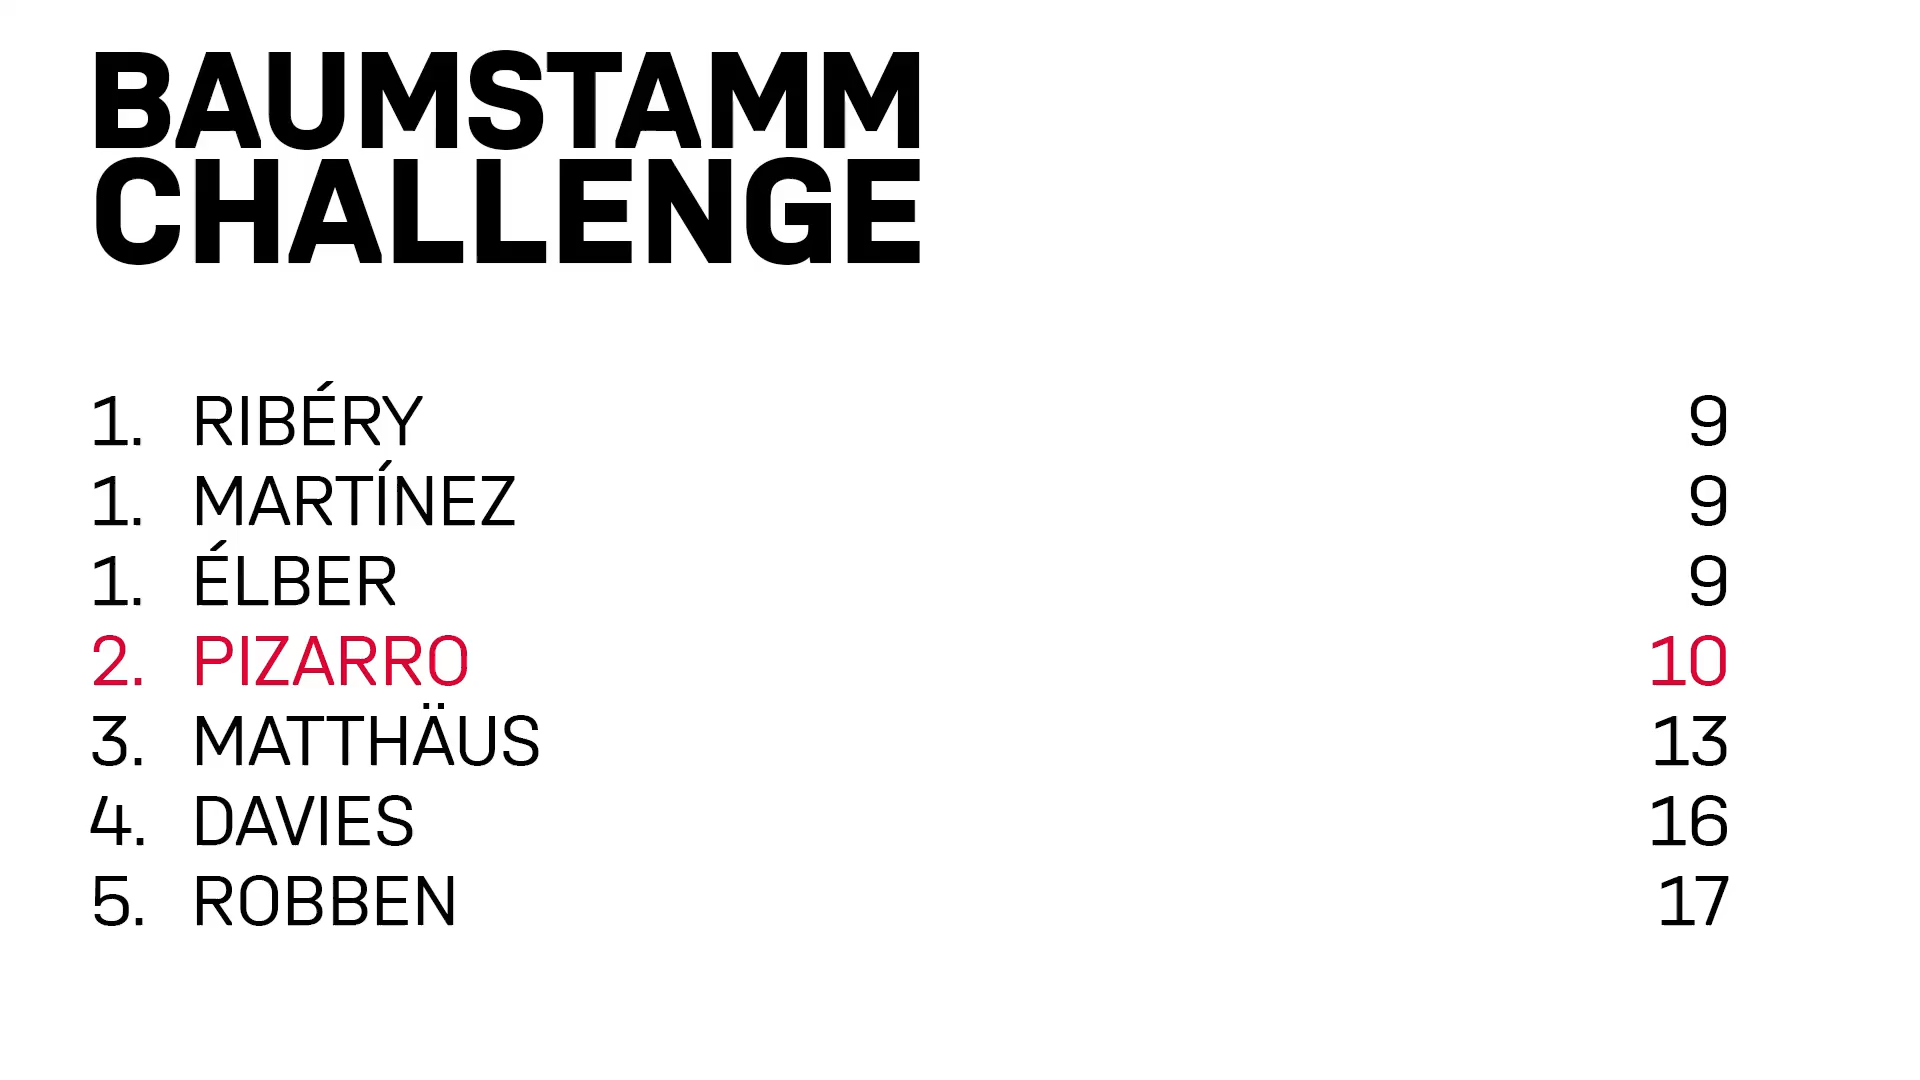 BAUMSTAMM
CHALLENGE
1. RIBÉRY 9
1. MARTÍNEZ 9
1. ÉLBER 9
2. PIZARRO 10
3. MATTHÄUS 13
4. DAVIES 16
5. ROBBEN 17